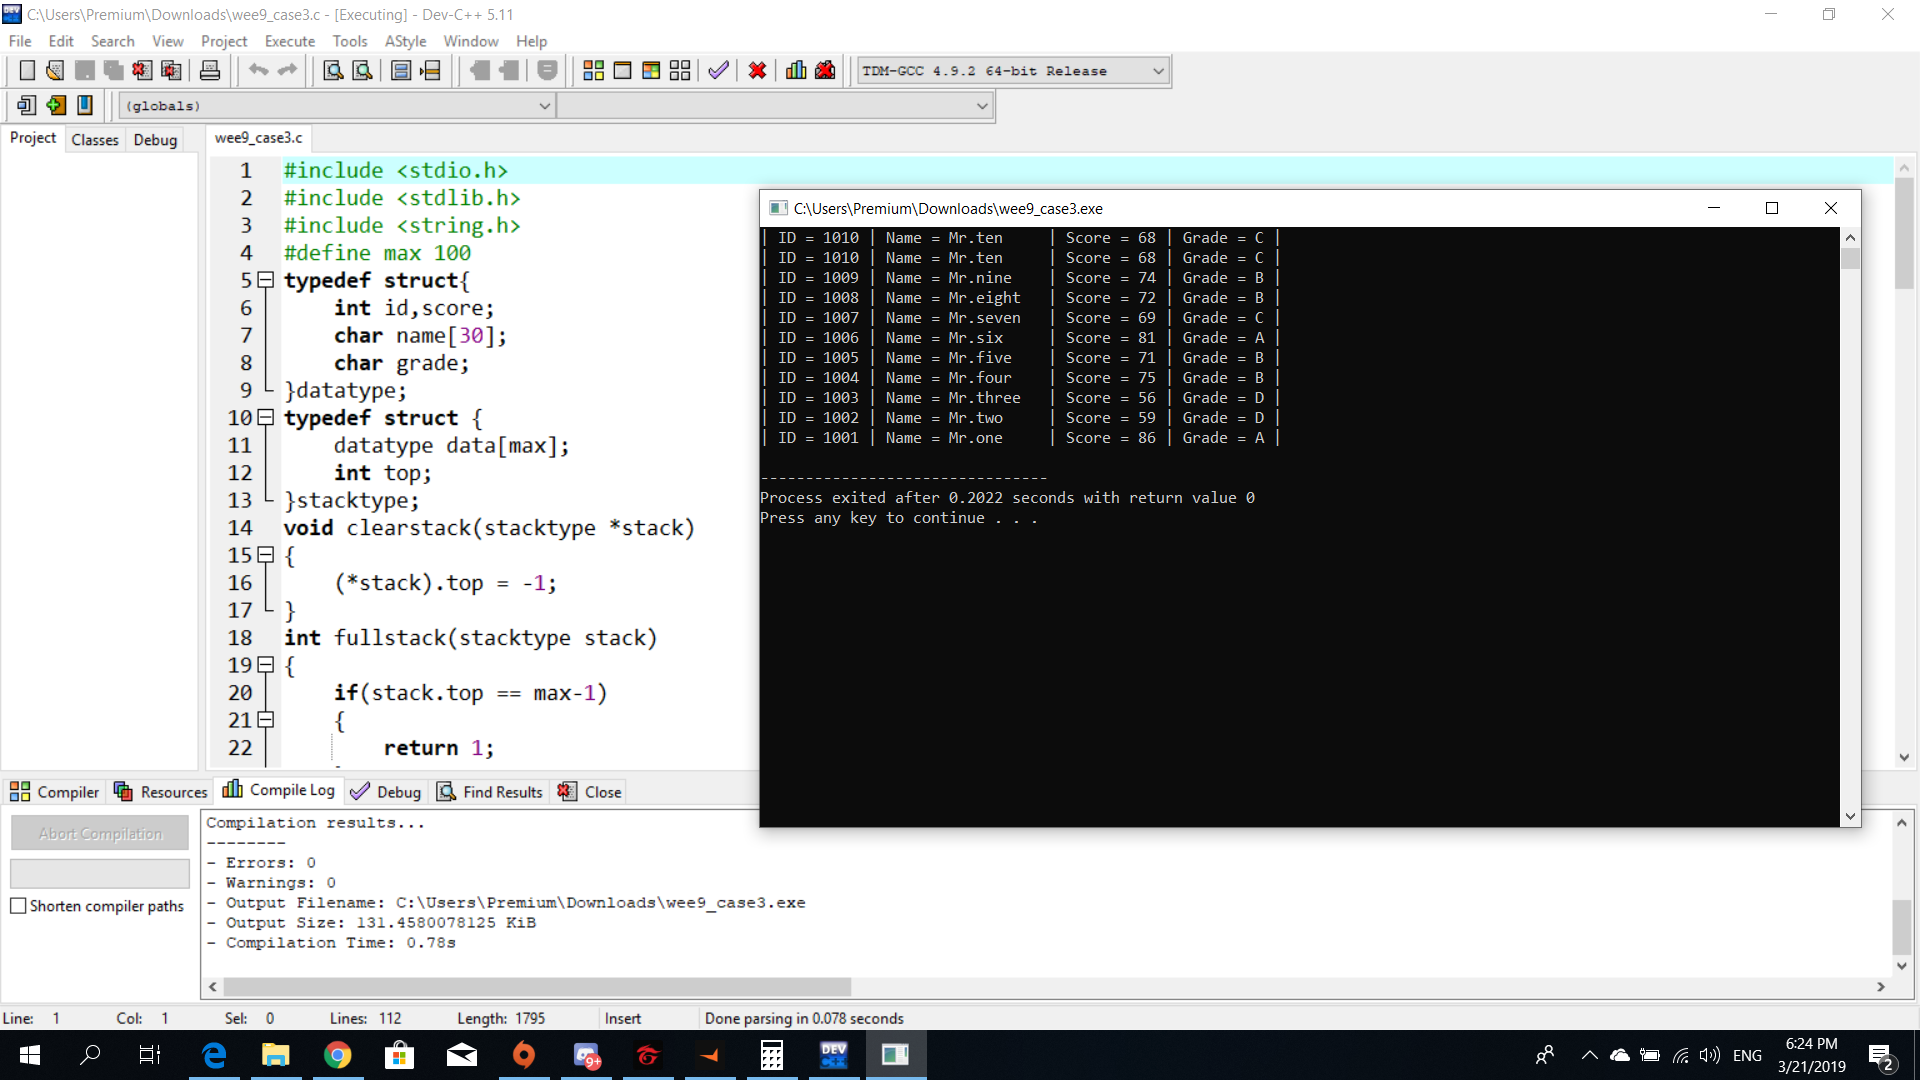 C:\Users\Premium\Downloads\wee9_case3.c - [Executing] - Dev-C++ 5.11
File Edit Search View Project Execute Tools AStyle Window Help
TDM-GCC 4.9.2 64-bit Release
(globals)
Project Classes Debug
wee9_case3.c
1 #include <stdio.h>
2 #include <stdlib.h>
3 #include <string.h>
4 #define max 100
5 typedef struct{
6 int id,score;
7 char name[30];
8 char grade;
9 }datatype;
10 typedef struct {
11 datatype data[max];
12 int top;
13 }stacktype;
14 void clearstack(stacktype *stack)
15 {
16 (*stack).top = -1;
17 }
18 int fullstack(stacktype stack)
19 {
20 if(stack.top == max-1)
21 {
22 return 1;
C:\Users\Premium\Downloads\wee9_case3.exe
| ID = 1010 | Name = Mr.ten | Score = 68 | Grade = C |
| ID = 1010 | Name = Mr.ten | Score = 68 | Grade = C |
| ID = 1009 | Name = Mr.nine | Score = 74 | Grade = B |
| ID = 1008 | Name = Mr.eight | Score = 72 | Grade = B |
| ID = 1007 | Name = Mr.seven | Score = 69 | Grade = C |
| ID = 1006 | Name = Mr.six | Score = 81 | Grade = A |
| ID = 1005 | Name = Mr.five | Score = 71 | Grade = B |
| ID = 1004 | Name = Mr.four | Score = 75 | Grade = B |
| ID = 1003 | Name = Mr.three | Score = 56 | Grade = D |
| ID = 1002 | Name = Mr.two | Score = 59 | Grade = D |
| ID = 1001 | Name = Mr.one | Score = 86 | Grade = A |
--------------------------------
Process exited after 0.2022 seconds with return value 0
Press any key to continue . . .
Compiler Resources Compile Log Debug Find Results Close
Abort Compilation
Shorten compiler paths
Compilation results...
--------
- Errors: 0
- Warnings: 0
- Output Filename: C:\Users\Premium\Downloads\wee9_case3.exe
- Output Size: 131.4580078125 KiB
- Compilation Time: 0.78s
Line: 1 Col: 1 Sel: 0 Lines: 112 Length: 1795 Insert Done parsing in 0.078 seconds
9+
DEV C++
ENG
6:24 PM
3/21/2019
2